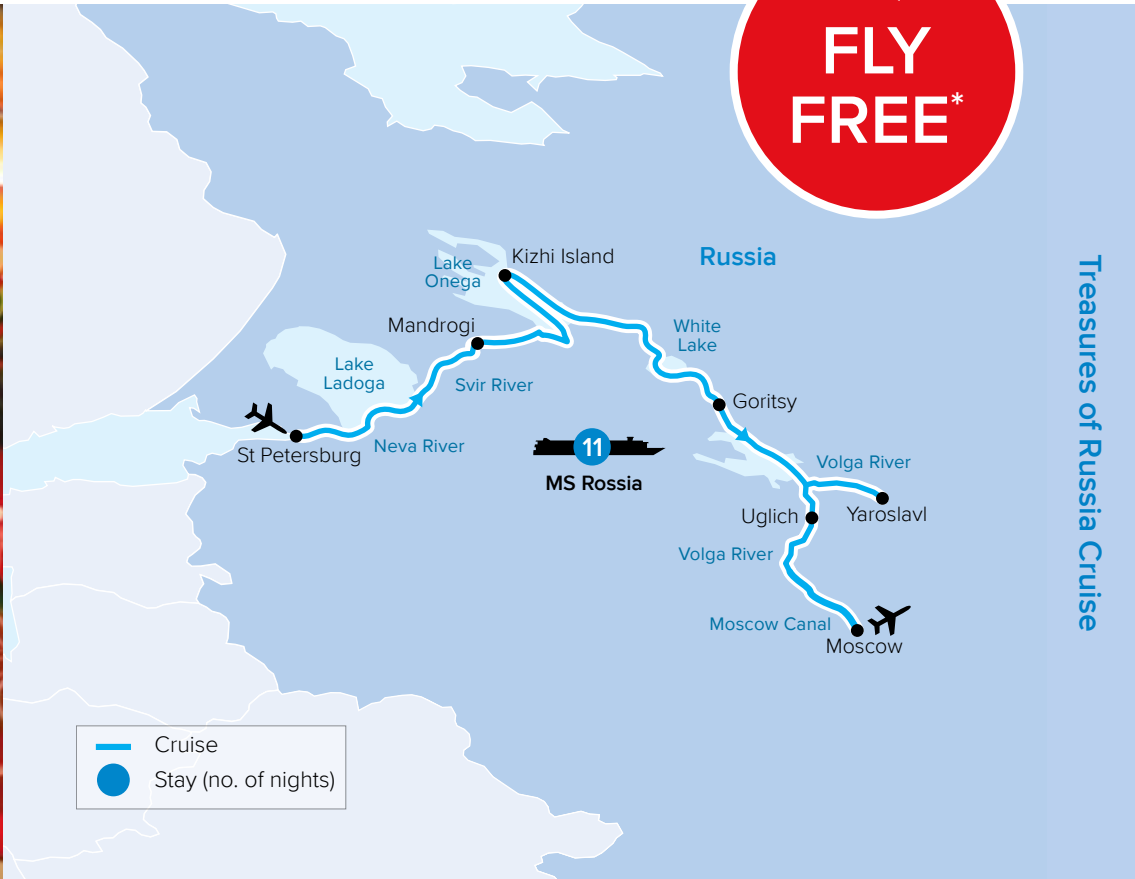 FLY
FREE*
Kizhi Island
Russia
Lake
Onega
Mandrogi
White
Lake
Lake
Ladoga
Svir River
Goritsy
St Petersburg
Neva River
11
MS Rossia
Volga River
Uglich
Yaroslavl
Volga River
Moscow Canal
Moscow
Cruise
Stay (no. of nights)
Treasures of Russia Cruise